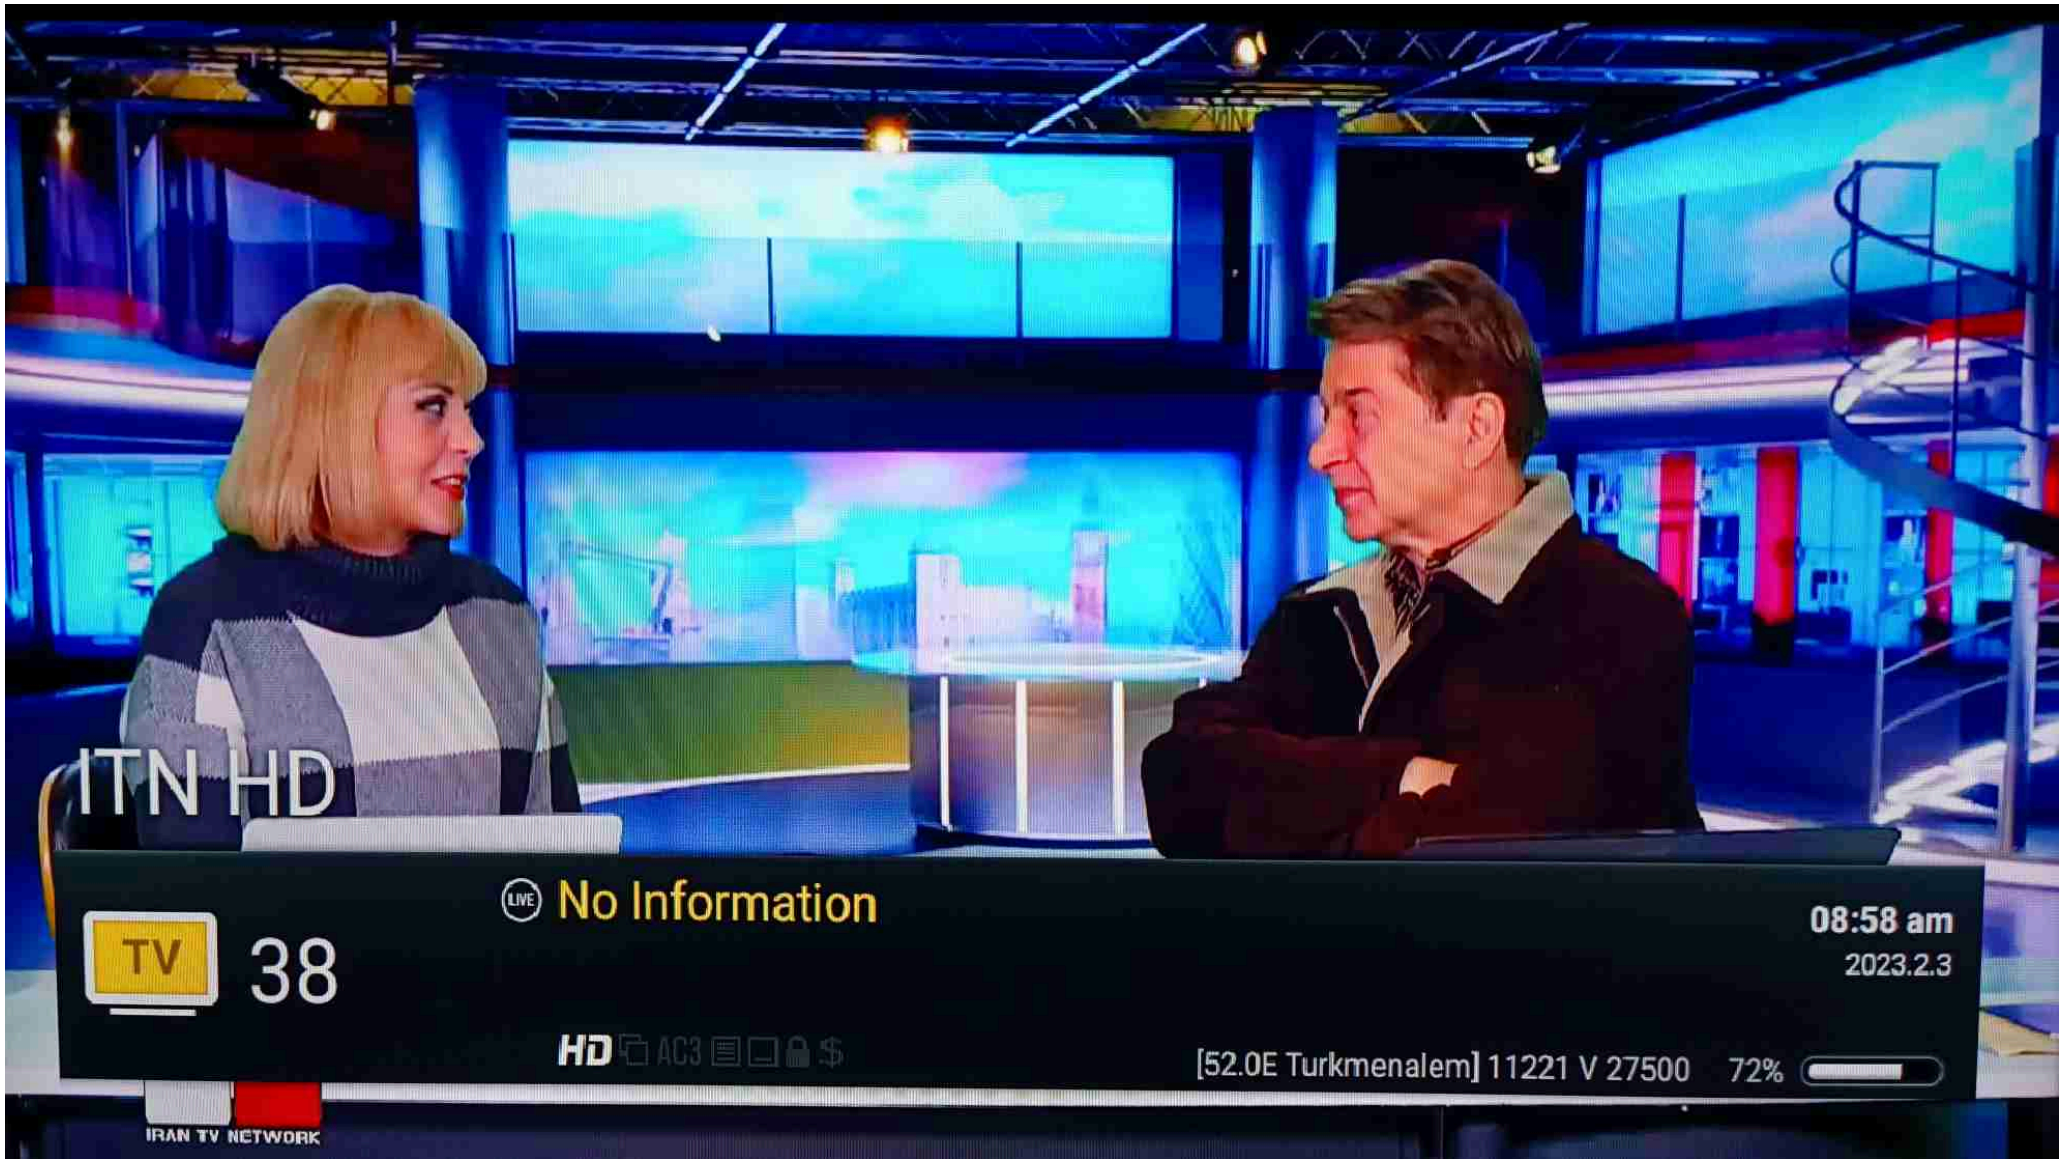 ITN HD
LIVE No Information
TV 38
08:58 am
2023.2.3
HD AC3 $
[52.0E Turkmenalem] 11221 V 27500 72%
IRAN TV NETWORK